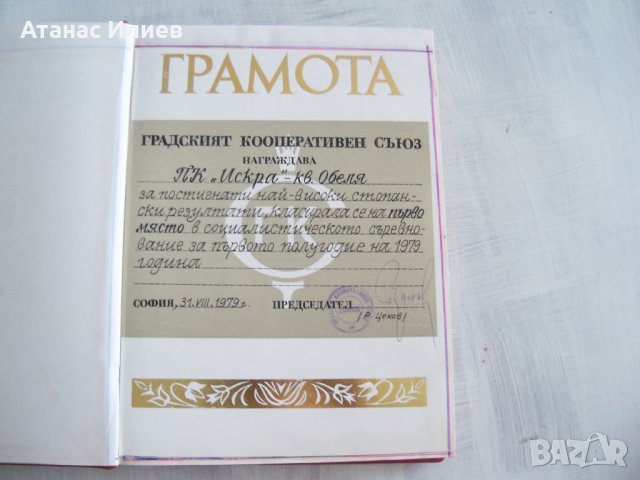 Атанас Илиев
ГРАМОТА
ГРАДСКИЯТ КООПЕРАТИВЕН СЪЮЗ
НАГРАЖДАВА
ПК „Искра" - кв. Обеля
за постигнати най-високи стопан-
ски резултати, класирала се на първо
място в социалистическото съревно-
вание за първото полугодие на 1979
година
СОФИЯ, 31.VIII.1979 г. ПРЕДСЕДАТЕЛ
/Р. Цеков/
BAZAR